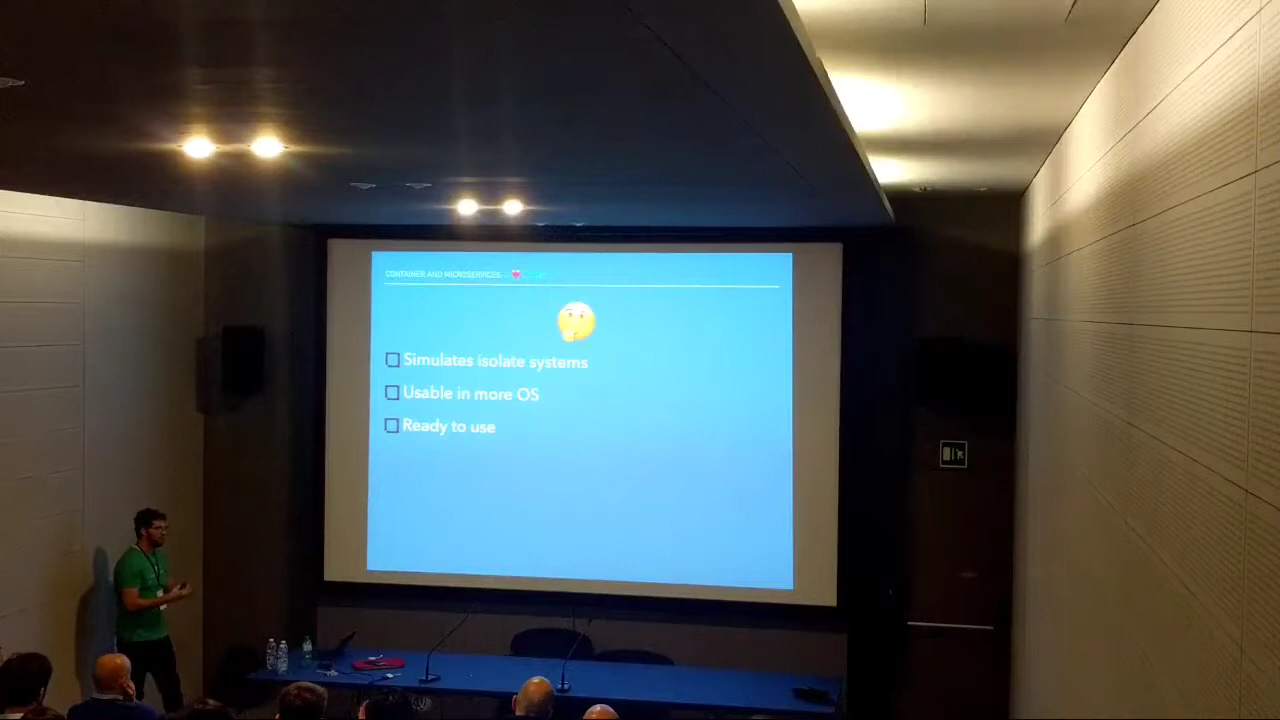 CONTAINER AND MICROSERVICES
Simulates isolate systems
Usable in more OS
Ready to use